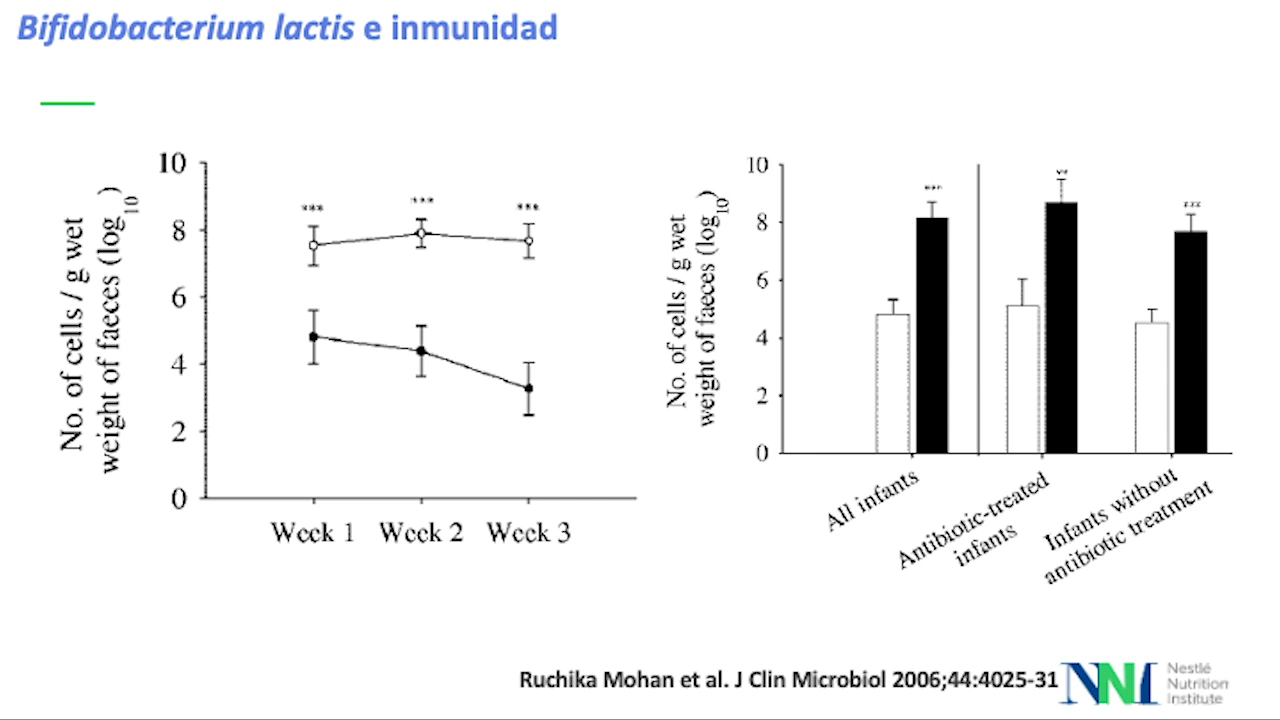 Bifidobacterium lactis e inmunidad
No. of cells / g wet
weight of faeces (log10)
10
8
6
4
2
0
***
***
***
Week 1
Week 2
Week 3
No. of cells / g wet
weight of faeces (log10)
10
8
6
4
2
0
***
**
***
All infants
Antibiotic-treated
infants
Infants without
antibiotic treatment
Ruchika Mohan et al. J Clin Microbiol 2006;44:4025-31
NNI
Nestlé
Nutrition
Institute